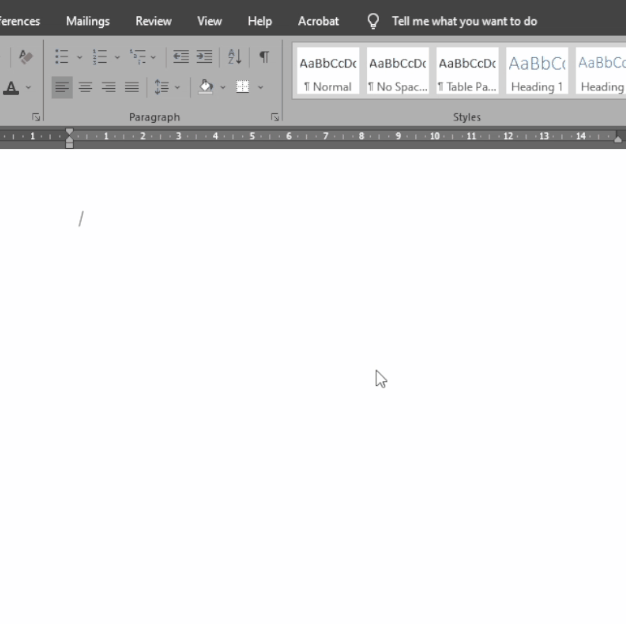 ferences Mailings Review View Help Acrobat Tell me what you want to do
A AaBbCcDc AaBbCcDc AaBbCcDc AaBbCc AaBbCc
¶ Normal ¶ No Spac... ¶ Table Pa... Heading 1 Heading
Paragraph Styles
1 1 2 3 4 5 6 7 8 9 10 11 12 13 14
/